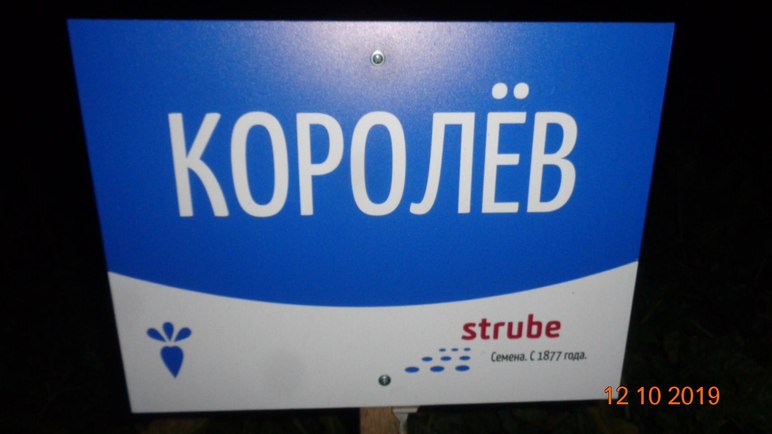 КОРОЛЁВ
strube
Семена. С 1877 года.
12 10 2019